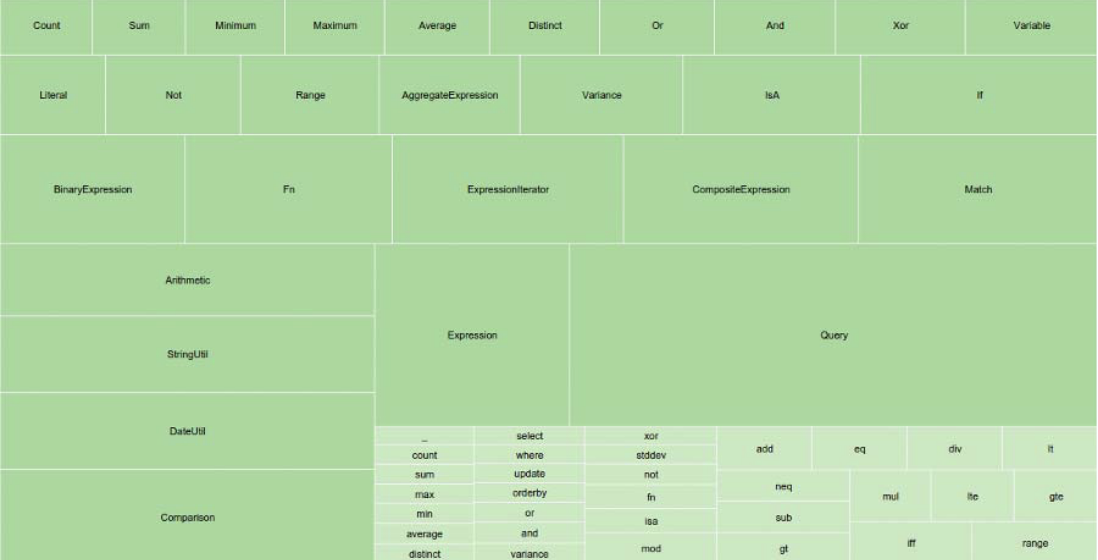 Count
Sum
Minimum
Maximum
Average
Distinct
Or
And
Xor
Variable
Literal
Not
Range
AggregateExpression
Variance
IsA
If
BinaryExpression
Fn
ExpressionIterator
CompositeExpression
Match
Arithmetic
StringUtil
DateUtil
Comparison
Expression
Query
_
count
sum
max
min
average
distinct
select
where
update
orderby
or
and
variance
xor
stddev
not
fn
isa
mod
add
eq
div
lt
neq
sub
gt
mul
lte
gte
iff
range